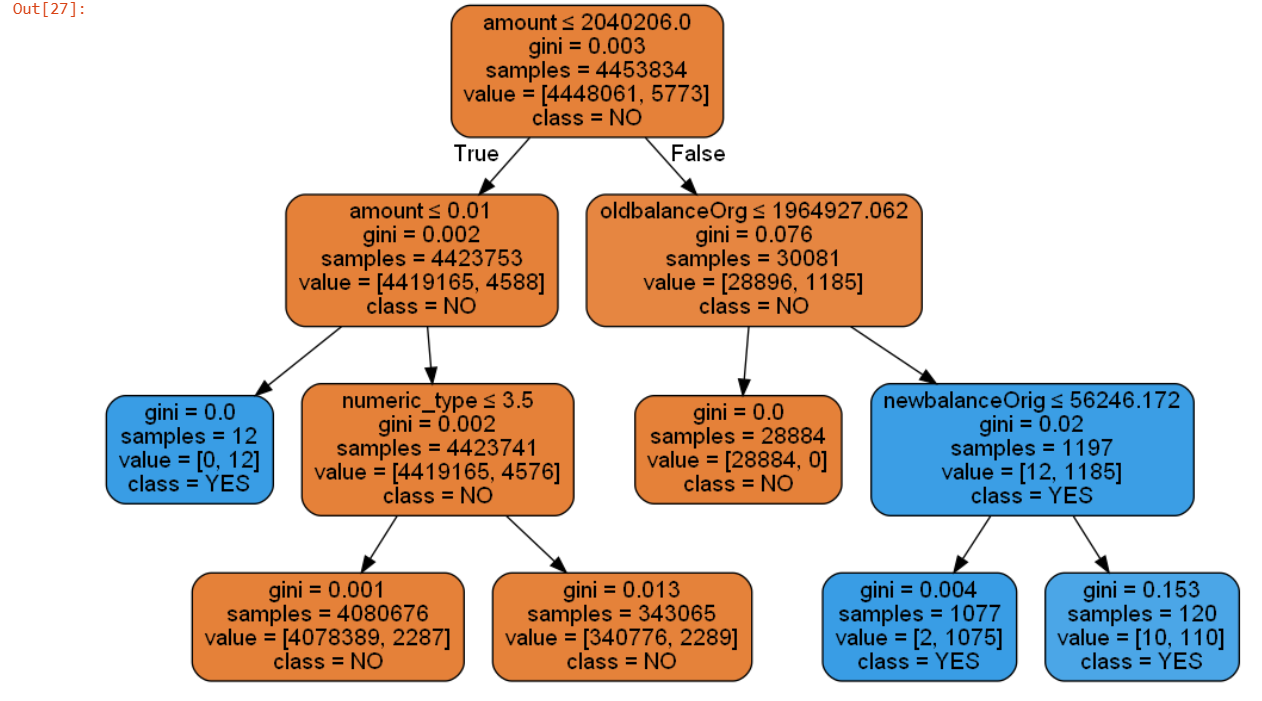 Out[27]:
amount ≤ 2040206.0
gini = 0.003
samples = 4453834
value = [4448061, 5773]
class = NO
True
False
amount ≤ 0.01
gini = 0.002
samples = 4423753
value = [4419165, 4588]
class = NO
oldbalanceOrg ≤ 1964927.062
gini = 0.076
samples = 30081
value = [28896, 1185]
class = NO
gini = 0.0
samples = 12
value = [0, 12]
class = YES
numeric_type ≤ 3.5
gini = 0.002
samples = 4423741
value = [4419165, 4576]
class = NO
gini = 0.0
samples = 28884
value = [28884, 0]
class = NO
newbalanceOrig ≤ 56246.172
gini = 0.02
samples = 1197
value = [12, 1185]
class = YES
gini = 0.001
samples = 4080676
value = [4078389, 2287]
class = NO
gini = 0.013
samples = 343065
value = [340776, 2289]
class = NO
gini = 0.004
samples = 1077
value = [2, 1075]
class = YES
gini = 0.153
samples = 120
value = [10, 110]
class = YES